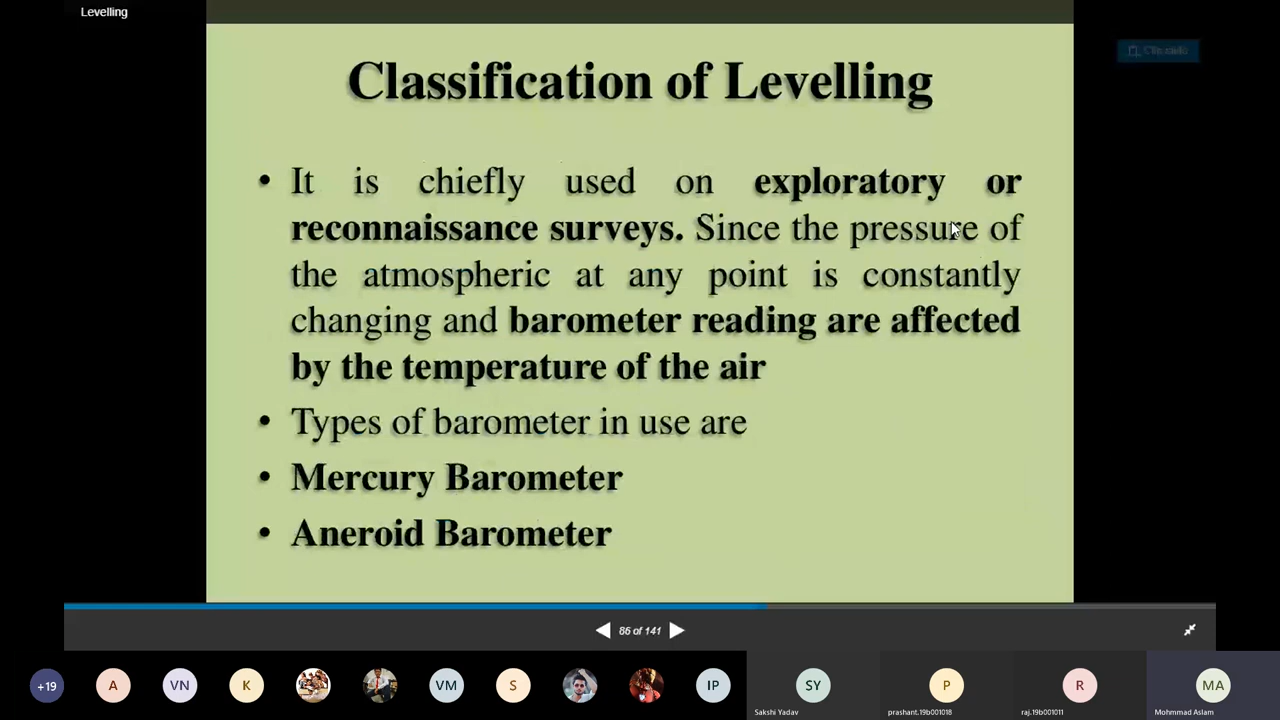 Levelling
Clip slide
Classification of Levelling
• It is chiefly used on exploratory or
reconnaissance surveys. Since the pressure of
the atmospheric at any point is constantly
changing and barometer reading are affected
by the temperature of the air
• Types of barometer in use are
• Mercury Barometer
• Aneroid Barometer
86 of 141
+19
A
VN
K
VM
S
IP
SY
P
R
MA
Sakshi Yadav
prashant.19b001018
raj.19b001011
Mohmmad Aslam